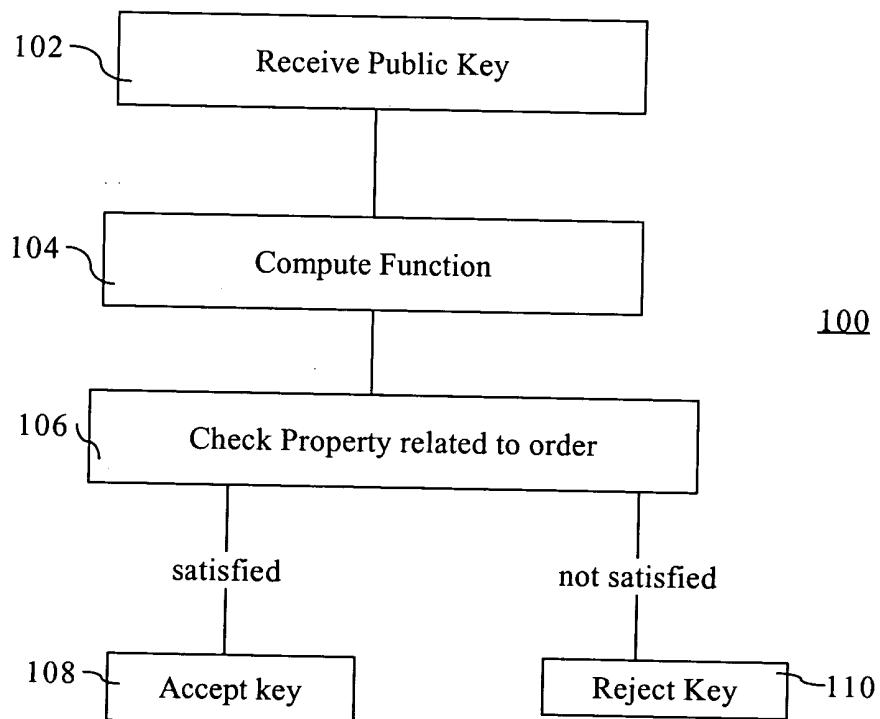 102
Receive Public Key
104
Compute Function
100
106
Check Property related to order
satisfied
not satisfied
108
Accept key
Reject Key
110